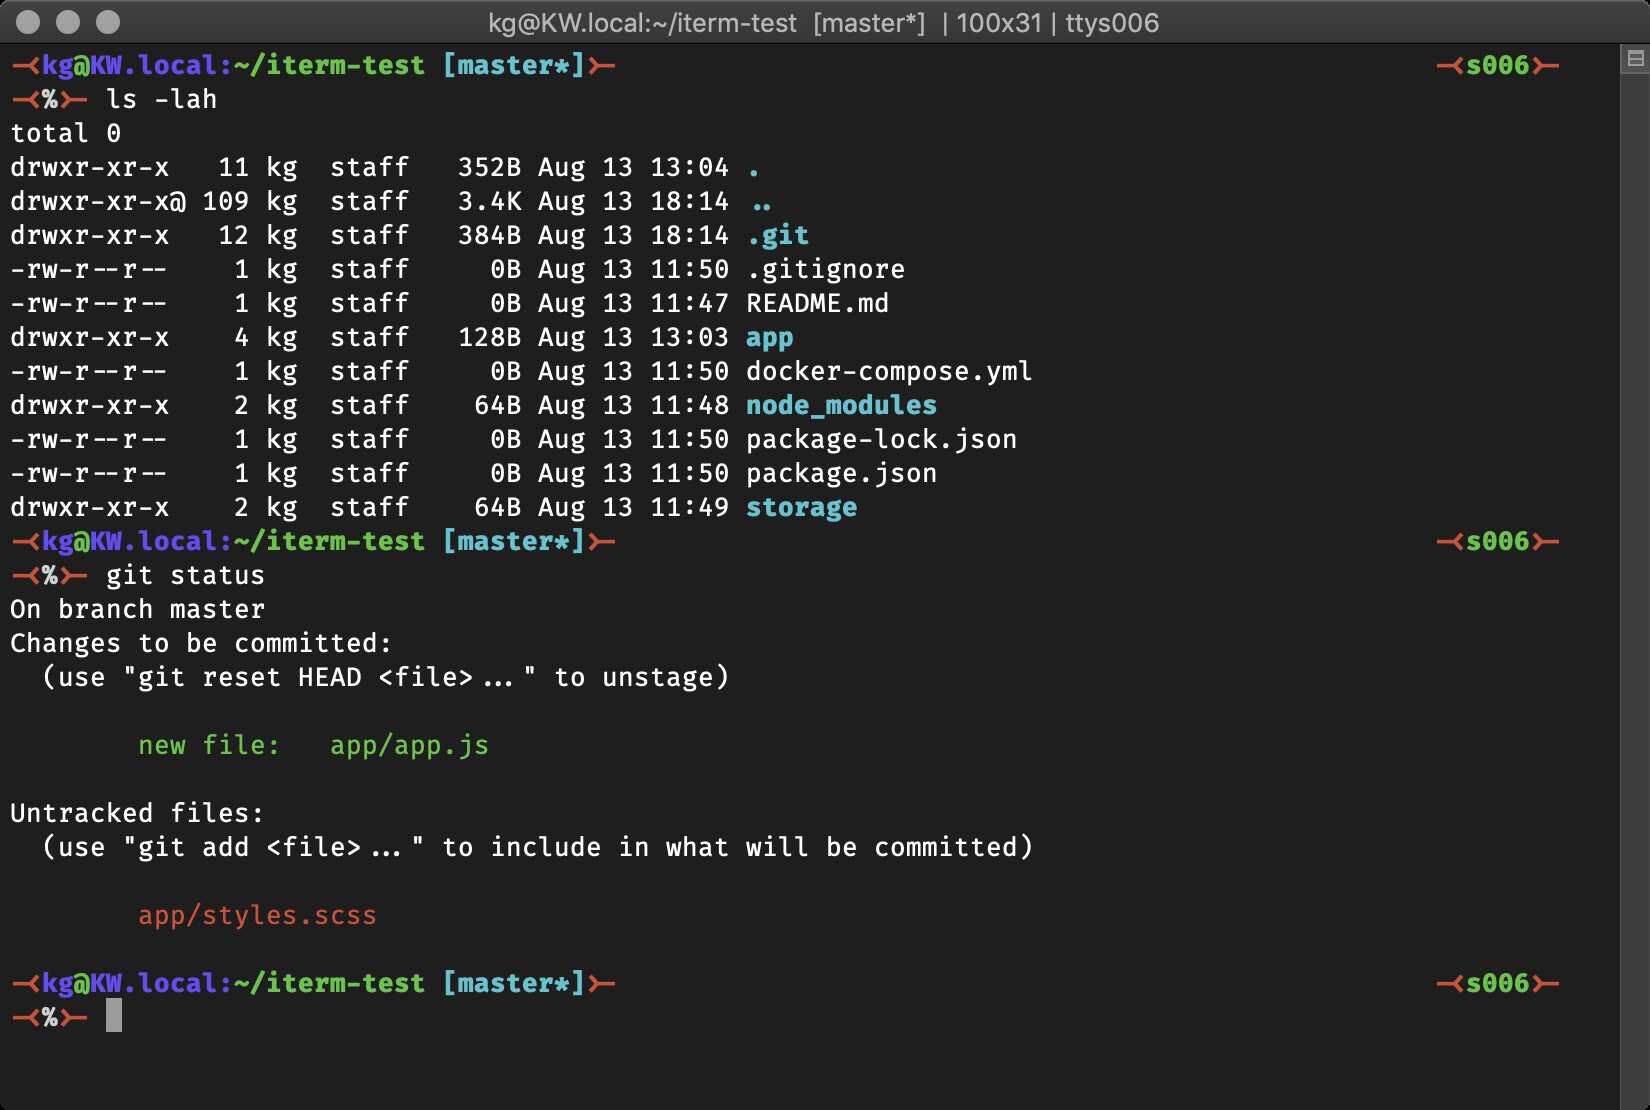 kg@KW.local:~/iterm-test [master*] | 100x31 | ttys006
—<kg@KW.local:~/iterm-test [master*]>— —<s006>—
—<%>— ls -lah
total 0
drwxr-xr-x 11 kg staff 352B Aug 13 13:04 .
drwxr-xr-x@ 109 kg staff 3.4K Aug 13 18:14 ..
drwxr-xr-x 12 kg staff 384B Aug 13 18:14 .git
-rw-r--r-- 1 kg staff 0B Aug 13 11:50 .gitignore
-rw-r--r-- 1 kg staff 0B Aug 13 11:47 README.md
drwxr-xr-x 4 kg staff 128B Aug 13 13:03 app
-rw-r--r-- 1 kg staff 0B Aug 13 11:50 docker-compose.yml
drwxr-xr-x 2 kg staff 64B Aug 13 11:48 node_modules
-rw-r--r-- 1 kg staff 0B Aug 13 11:50 package-lock.json
-rw-r--r-- 1 kg staff 0B Aug 13 11:50 package.json
drwxr-xr-x 2 kg staff 64B Aug 13 11:49 storage
—<kg@KW.local:~/iterm-test [master*]>— —<s006>—
—<%>— git status
On branch master
Changes to be committed:
(use "git reset HEAD <file>..." to unstage)
new file: app/app.js
Untracked files:
(use "git add <file>..." to include in what will be committed)
app/styles.scss
—<kg@KW.local:~/iterm-test [master*]>— —<s006>—
—<%>—